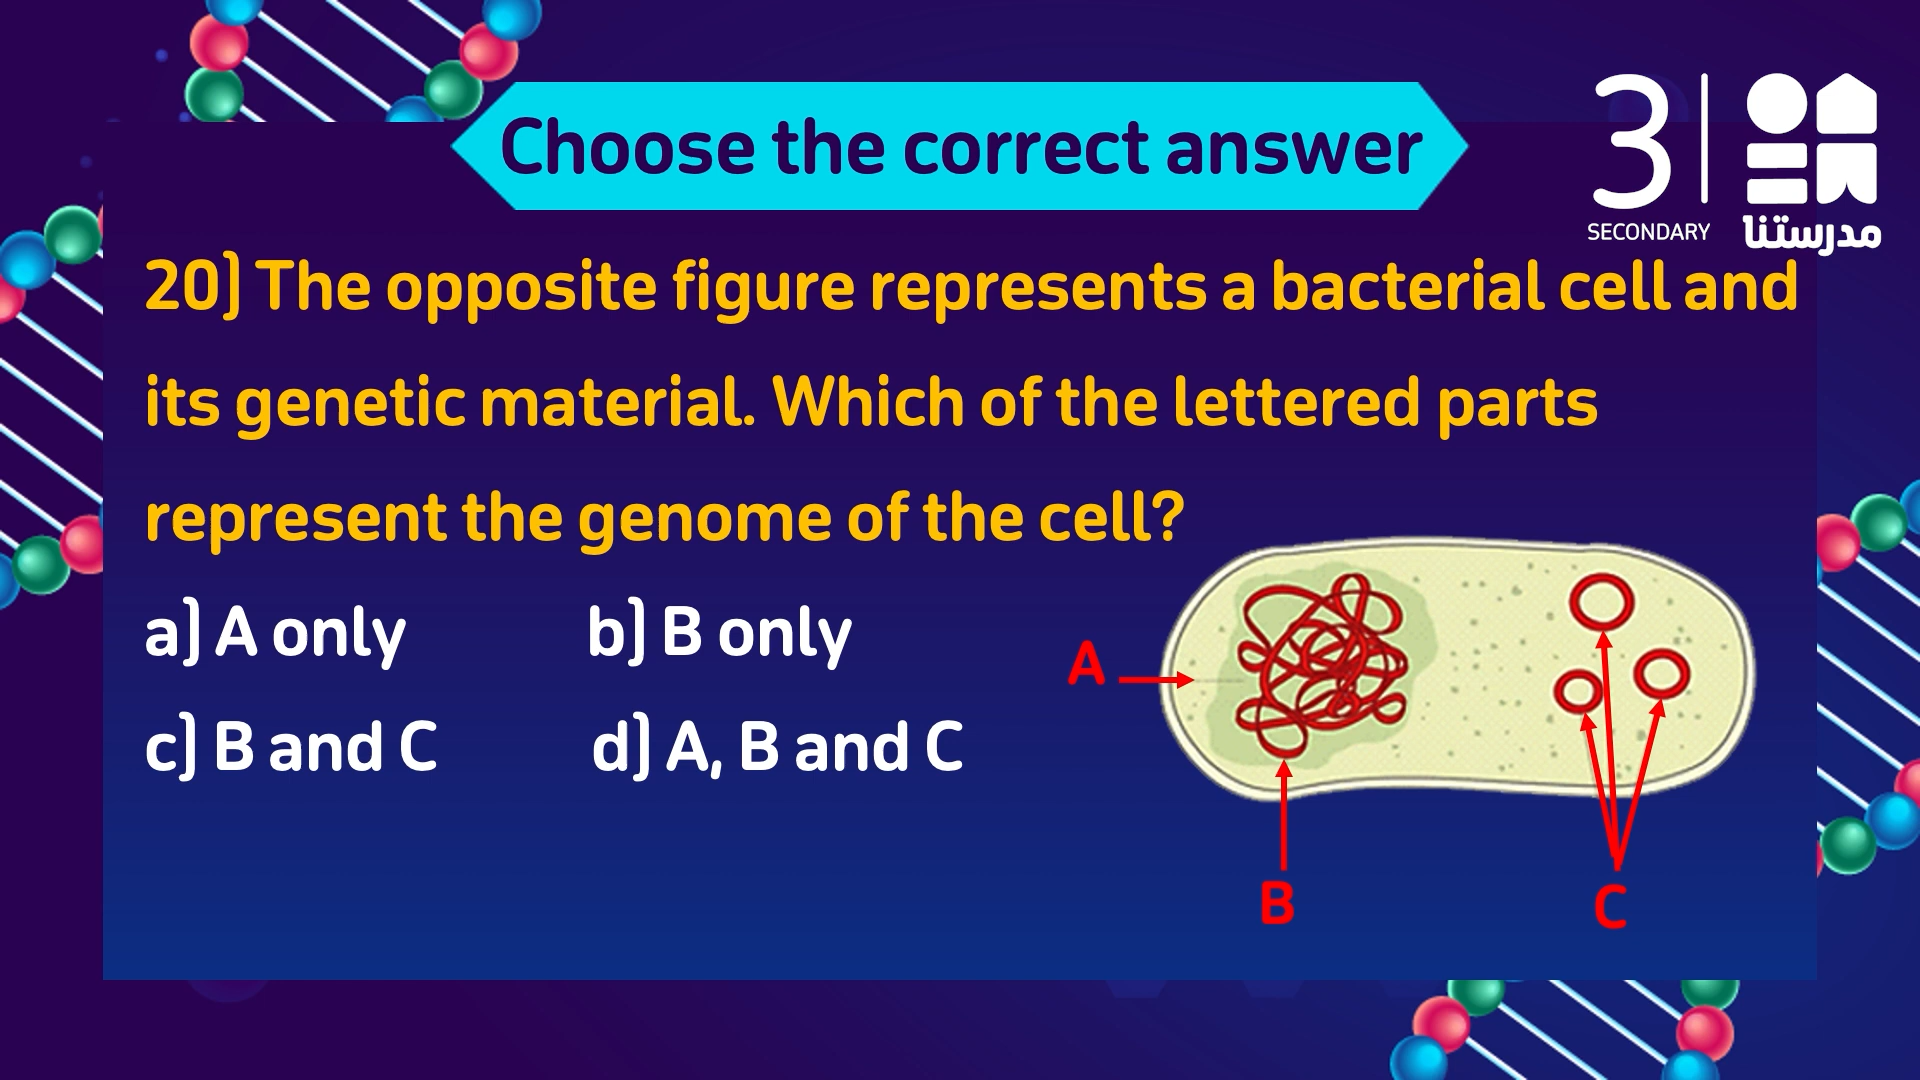 Choose the correct answer
3
SECONDARY
مدرستنا
20) The opposite figure represents a bacterial cell and
its genetic material. Which of the lettered parts
represent the genome of the cell?
a) A only b) B only
c) B and C d) A, B and C
A
B
C